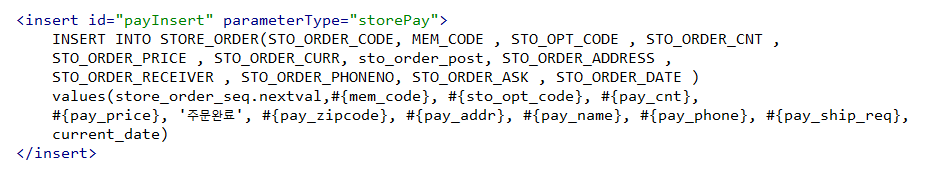 <insert id="payInsert" parameterType="storePay">
INSERT INTO STORE_ORDER(STO_ORDER_CODE, MEM_CODE , STO_OPT_CODE , STO_ORDER_CNT ,
STO_ORDER_PRICE , STO_ORDER_CURR, sto_order_post, STO_ORDER_ADDRESS ,
STO_ORDER_RECEIVER , STO_ORDER_PHONENO, STO_ORDER_ASK , STO_ORDER_DATE )
values(store_order_seq.nextval,#{mem_code}, #{sto_opt_code}, #{pay_cnt},
#{pay_price}, '주문완료', #{pay_zipcode}, #{pay_addr}, #{pay_name}, #{pay_phone}, #{pay_ship_req},
current_date)
</insert>